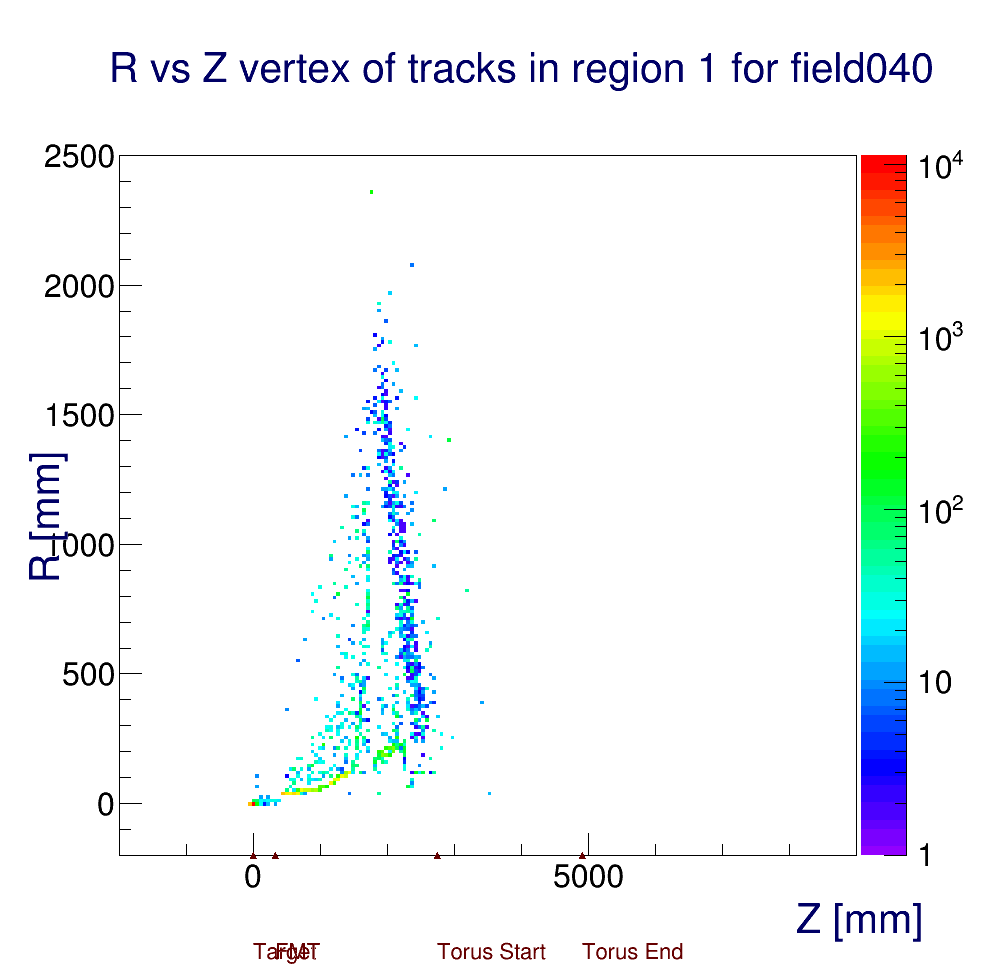 R vs Z vertex of tracks in region 1 for field040
2500
2000
1500
1000
500
0
R [mm]
0
5000
Z [mm]
10^4
10^3
10^2
10
1
Target
FMT
Torus Start
Torus End